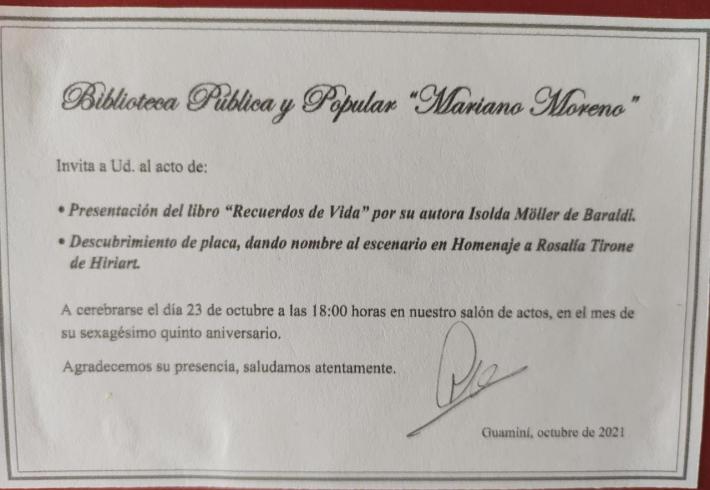 Biblioteca Pública y Popular "Mariano Moreno"
Invita a Ud. al acto de:
• Presentación del libro "Recuerdos de Vida" por su autora Isolda Möller de Baraldi.
• Descubrimiento de placa, dando nombre al escenario en Homenaje a Rosalía Tirone
de Hiriart.
A cerebrarse el día 23 de octubre a las 18:00 horas en nuestro salón de actos, en el mes de
su sexagésimo quinto aniversario.
Agradecemos su presencia, saludamos atentamente.
Guaminí, octubre de 2021